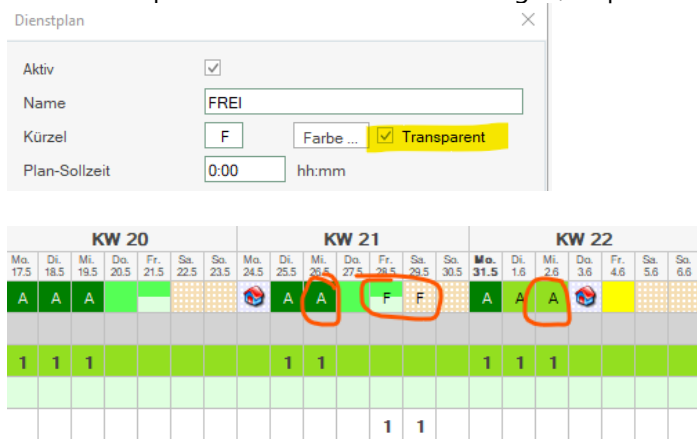 Dienstplan
Aktiv
Name FREI
Kürzel F Farbe ... Transparent
Plan-Sollzeit 0:00 hh:mm
KW 20 KW 21 KW 22
Mo. Di. Mi. Do. Fr. Sa. So. Mo. Di. Mi. Do. Fr. Sa. So. Mo. Di. Mi. Do. Fr. Sa. So.
17.5 18.5 19.5 20.5 21.5 22.5 23.5 24.5 25.5 26.5 27.5 28.5 29.5 30.5 31.5 1.6 2.6 3.6 4.6 5.6 6.6
A A A A A F F A A A
1 1 1 1 1 1 1 1
1 1